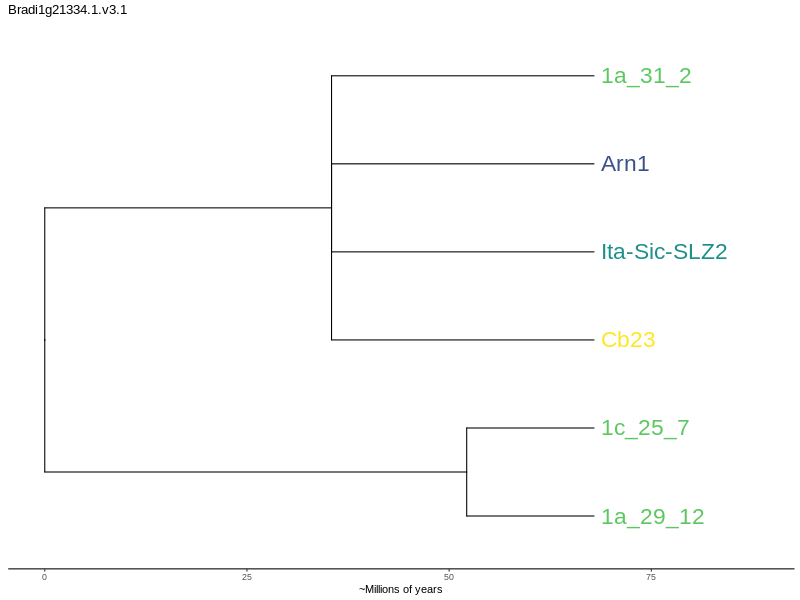 Bradi1g21334.1.v3.1
1a_31_2
Arn1
Ita-Sic-SLZ2
Cb23
1c_25_7
1a_29_12
0 25 50 75
~Millions of years